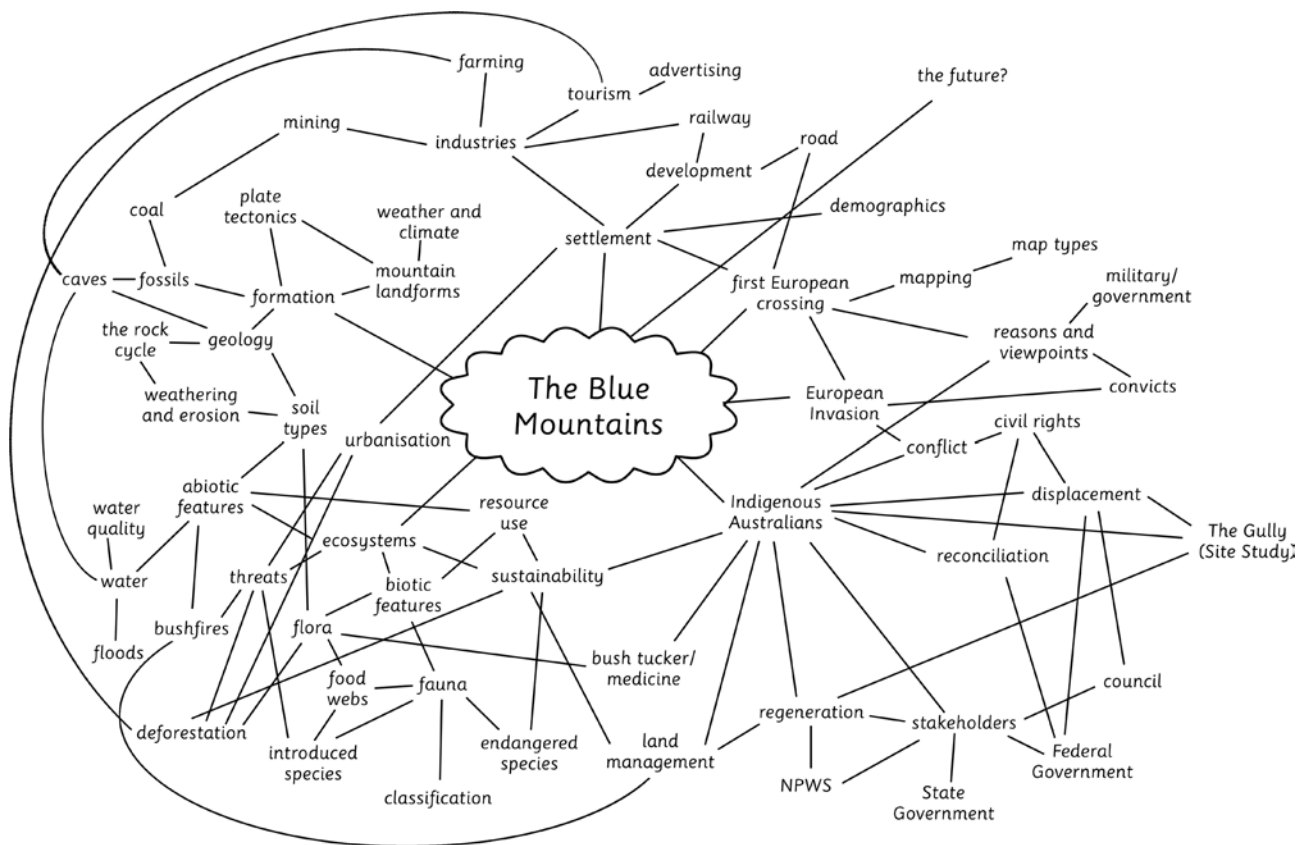 farming
advertising
tourism
the future?
mining
industries
railway
road
development
plate
tectonics
coal
weather and
climate
demographics
settlement
map types
caves
fossils
mountain
landforms
formation
first European
crossing
mapping
military/
government
the rock
cycle
geology
reasons and
viewpoints
The Blue
Mountains
weathering
and erosion
soil
types
urbanisation
European
Invasion
convicts
civil rights
conflict
abiotic
features
resource
use
Indigenous
Australians
displacement
water
quality
ecosystems
The Gully
(Site Study)
reconciliation
water
threats
biotic
features
sustainability
bushfires
flora
floods
bush tucker/
medicine
food
webs
fauna
council
regeneration
stakeholders
deforestation
introduced
species
endangered
species
land
management
Federal
Government
NPWS
State
Government
classification